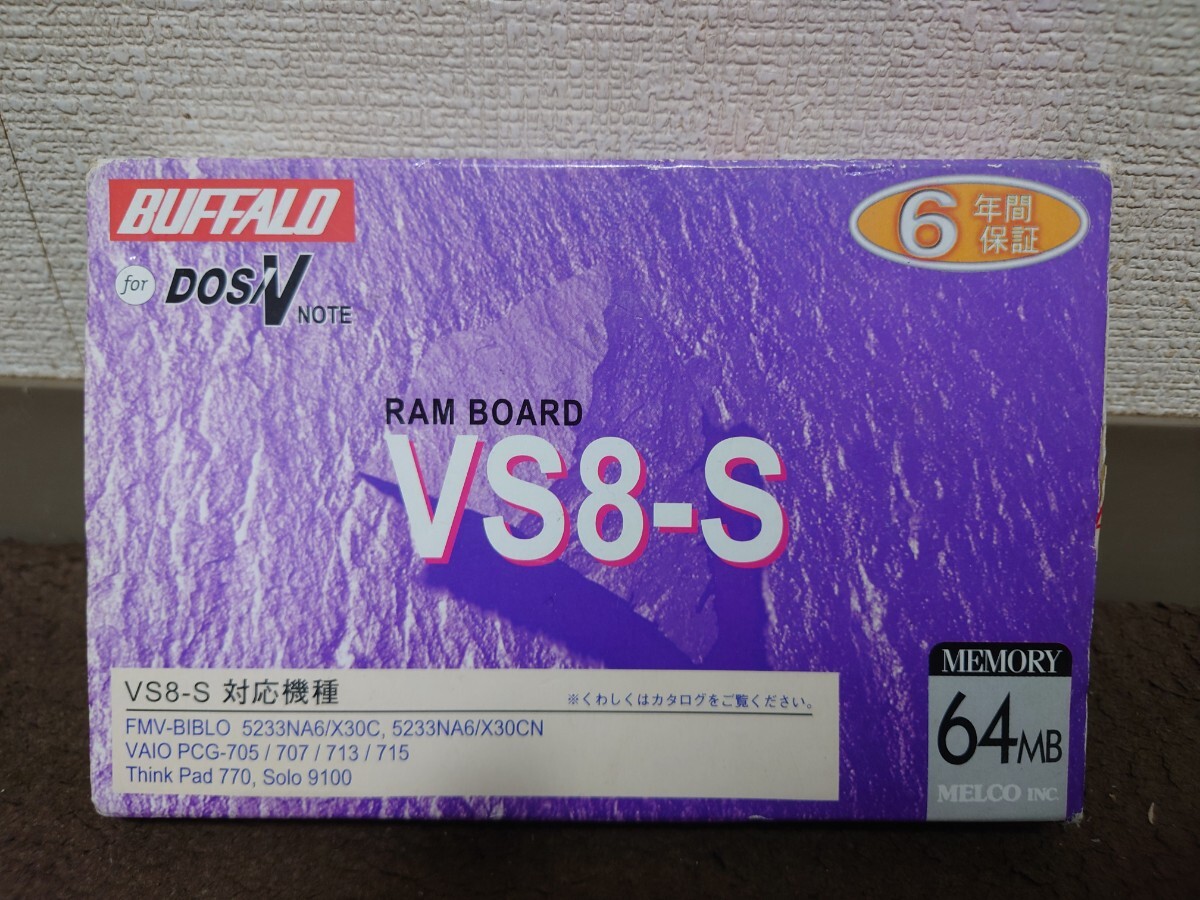 BUFFALO
for DOS/V NOTE
6年間保証
RAM BOARD
VS8-S
VS8-S 対応機種
※くわしくはカタログをご覧ください。
FMV-BIBLO 5233NA6/X30C, 5233NA6/X30CN
VAIO PCG-705 / 707 / 713 / 715
Think Pad 770, Solo 9100
MEMORY
64MB
MELCO INC.